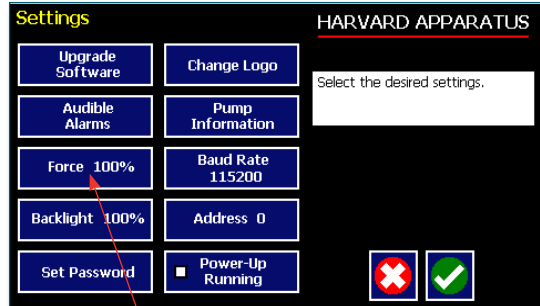 Settings
HARVARD APPARATUS
Upgrade
Software
Change Logo
Select the desired settings.
Audible
Alarms
Pump
Information
Force 100%
Baud Rate
115200
Backlight 100%
Address 0
Set Password
Power-Up
Running